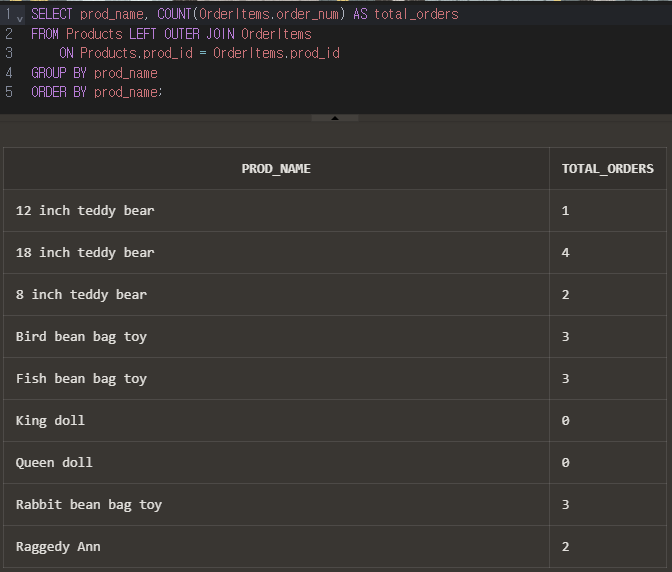 1 SELECT prod_name, COUNT(OrderItems.order_num) AS total_orders
2 FROM Products LEFT OUTER JOIN OrderItems
3 ON Products.prod_id = OrderItems.prod_id
4 GROUP BY prod_name
5 ORDER BY prod_name;
PROD_NAME TOTAL_ORDERS
12 inch teddy bear 1
18 inch teddy bear 4
8 inch teddy bear 2
Bird bean bag toy 3
Fish bean bag toy 3
King doll 0
Queen doll 0
Rabbit bean bag toy 3
Raggedy Ann 2